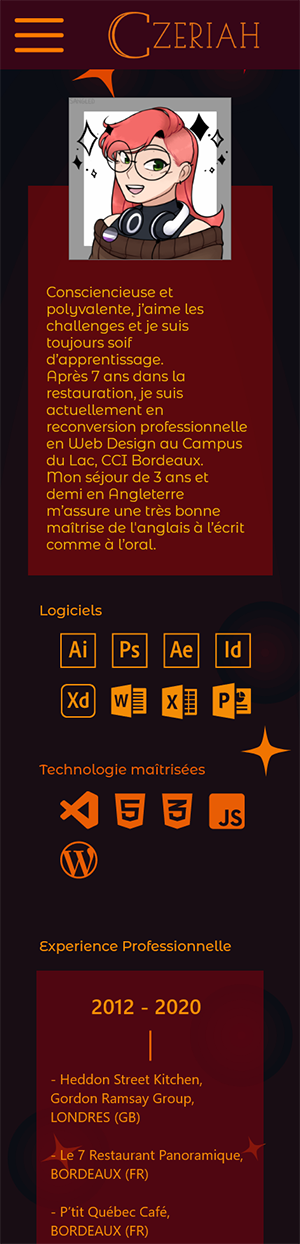 CZERIAH
Consciencieuse et
polyvalente, j'aime les
challenges et je suis
toujours soif
d'apprentissage.
Après 7 ans dans la
restauration, je suis
actuellement en
reconversion professionnelle
en Web Design au Campus
du Lac, CCI Bordeaux.
Mon séjour de 3 ans et
demi en Angleterre
m'assure une très bonne
maîtrise de l'anglais à l'écrit
comme à l'oral.
Logiciels
Ai Ps Ae Id
Xd W X P
Technologie maîtrisées
5 3 JS
W
Experience Professionnelle
2012 - 2020
- Heddon Street Kitchen,
Gordon Ramsay Group,
LONDRES (GB)
- Le 7 Restaurant Panoramique,
BORDEAUX (FR)
- P'tit Québec Café,
BORDEAUX (FR)